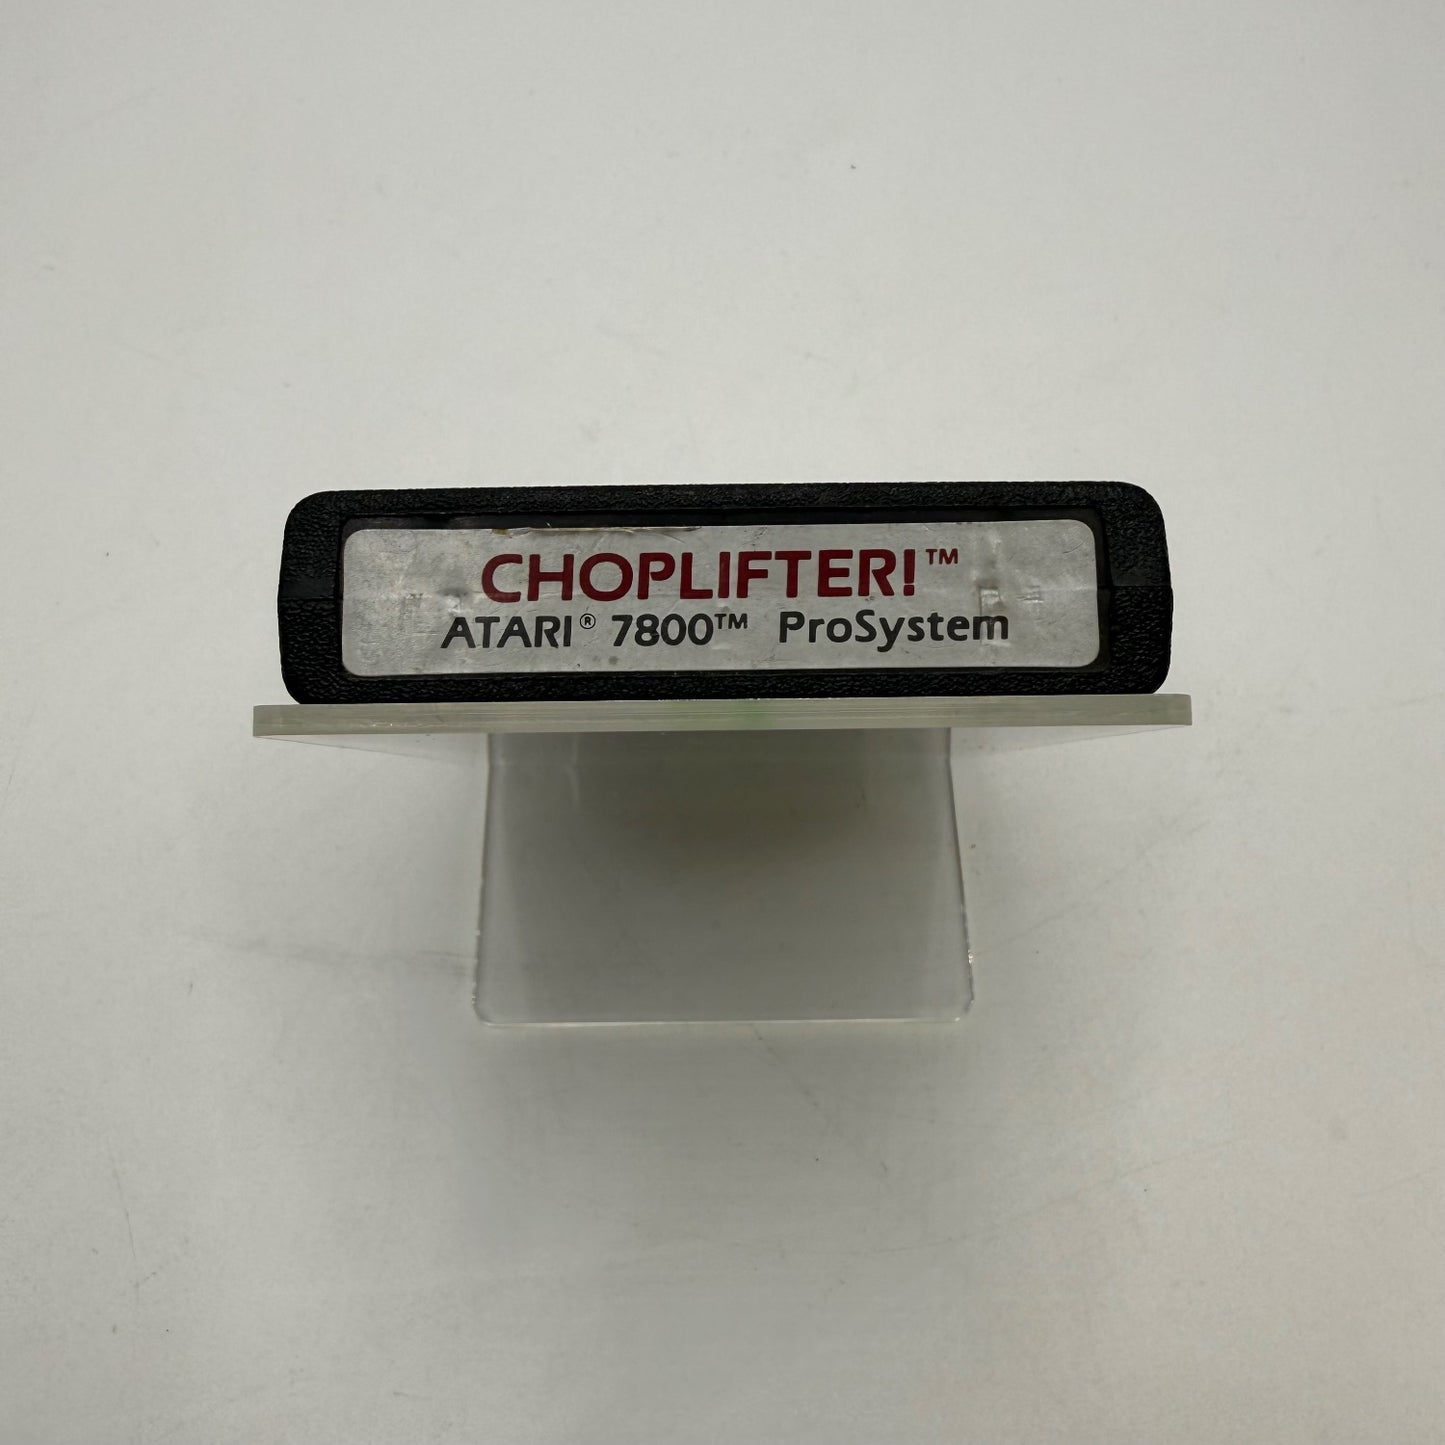 CHOPLIFTER!™
ATARI® 7800™ ProSystem